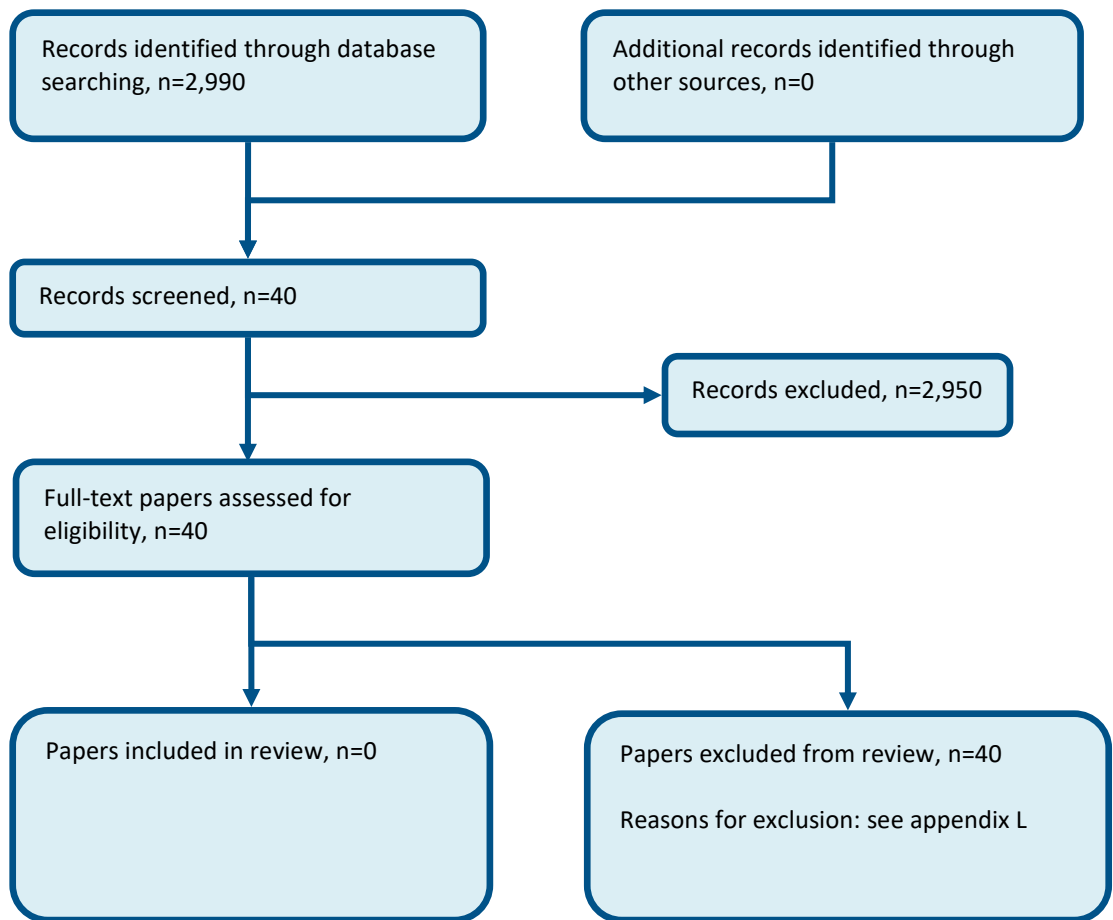 Records identified through database
searching, n=2,990
Additional records identified through
other sources, n=0
Records screened, n=40
Records excluded, n=2,950
Full-text papers assessed for
eligibility, n=40
Papers included in review, n=0
Papers excluded from review, n=40
Reasons for exclusion: see appendix L